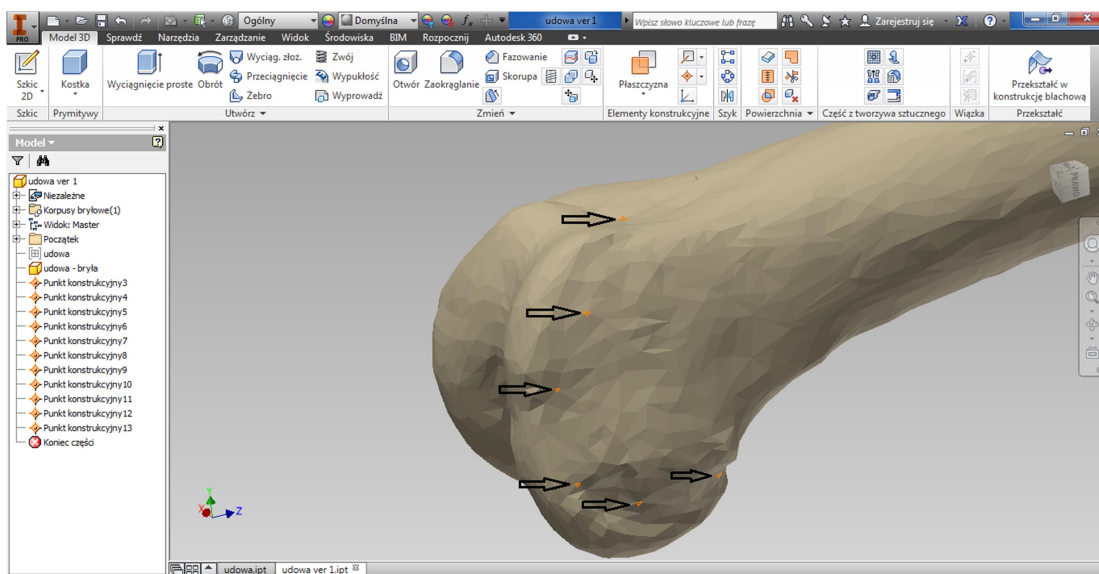 Ogólny Domyślna udowa ver 1 Wpisz słowo kluczowe lub frazę Zarejestruj się
PRO Model 3D Sprawdź Narzędzia Zarządzanie Widok Środowiska BIM Rozpocznij Autodesk 360
Szkic 2D Kostka Wyciągnięcie proste Obrót Wyciąg. złoż. Zwój Otwór Zaokrąglanie Fazowanie Płaszczyzna Przekształć w konstrukcję blachową
Przeciągnięcie Wypukłość Skorupa
Żebro Wyprowadź
Szkic Prymitywy Utwórz Zmień Elementy konstrukcyjne Szyk Powierzchnia Część z tworzywa sztucznego Wiązka Przekształć
Model
udowa ver 1
Niezależne
Korpusy bryłowe(1)
Widok: Master
Początek
udowa
udowa - bryła
Punkt konstrukcyjny3
Punkt konstrukcyjny4
Punkt konstrukcyjny5
Punkt konstrukcyjny6
Punkt konstrukcyjny7
Punkt konstrukcyjny8
Punkt konstrukcyjny9
Punkt konstrukcyjny10
Punkt konstrukcyjny11
Punkt konstrukcyjny12
Punkt konstrukcyjny13
Koniec części
PRAWO
Y
X
Z
udowa.ipt udowa ver 1.ipt